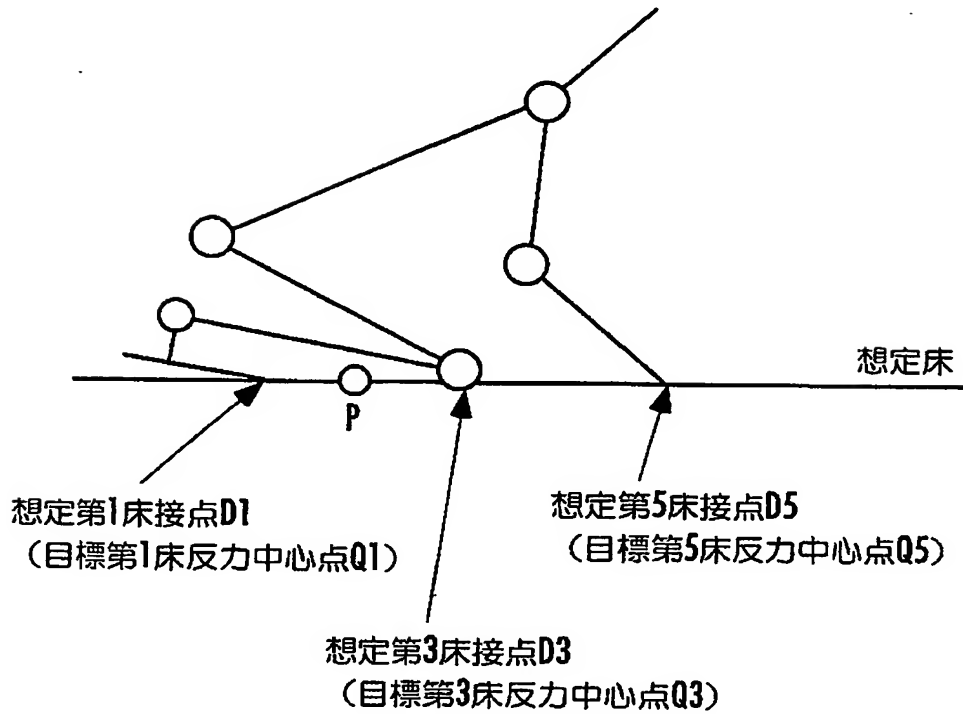 想定床
P
想定第1床接点D1
（目標第1床反力中心点Q1）
想定第5床接点D5
（目標第5床反力中心点Q5）
想定第3床接点D3
（目標第3床反力中心点Q3）